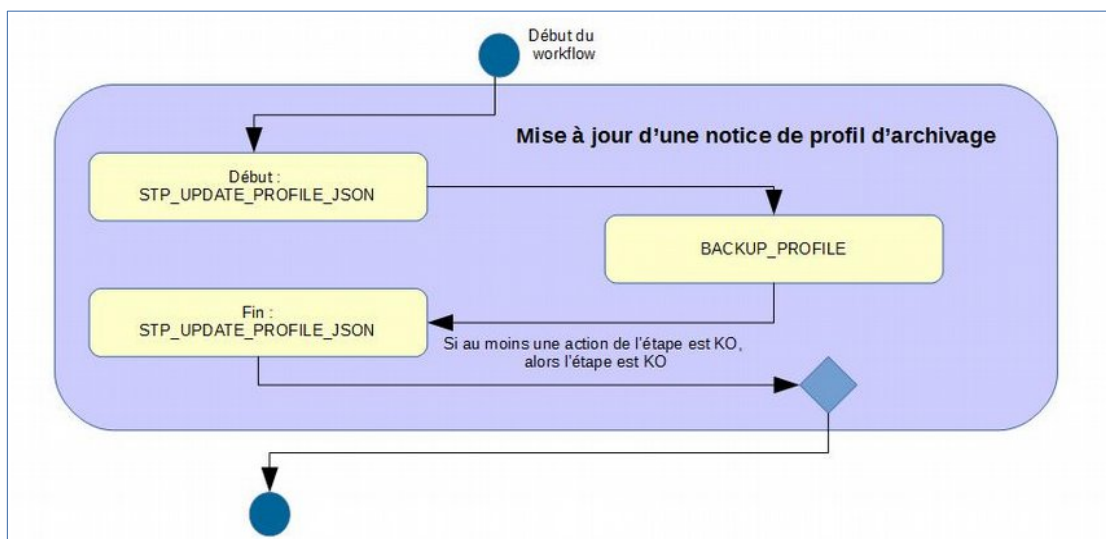 Début du
workflow
Mise à jour d’une notice de profil d’archivage
Début :
STP_UPDATE_PROFILE_JSON
BACKUP_PROFILE
Fin :
STP_UPDATE_PROFILE_JSON
Si au moins une action de l’étape est KO,
alors l’étape est KO